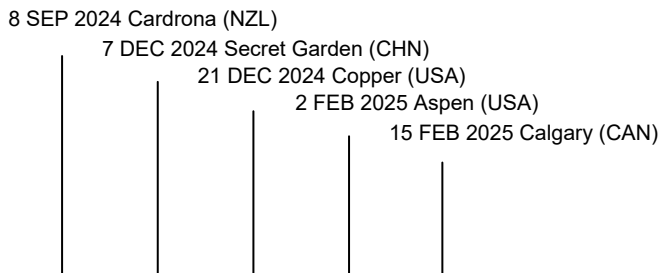 8 SEP 2024 Cardrona (NZL)
7 DEC 2024 Secret Garden (CHN)
21 DEC 2024 Copper (USA)
2 FEB 2025 Aspen (USA)
15 FEB 2025 Calgary (CAN)